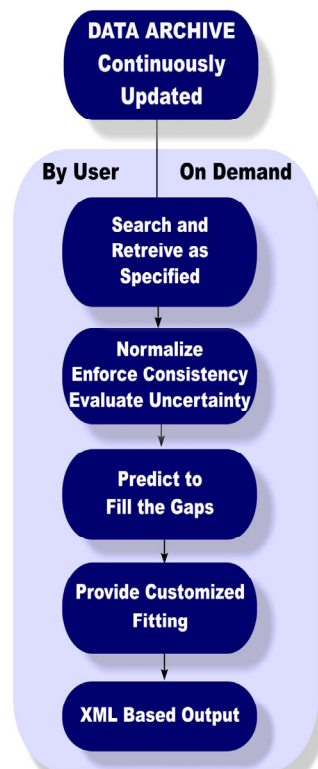 DATA ARCHIVE
Continuously
Updated
By User On Demand
Search and
Retreive as
Specified
Normalize
Enforce Consistency
Evaluate Uncertainty
Predict to
Fill the Gaps
Provide Customized
Fitting
XML Based Output